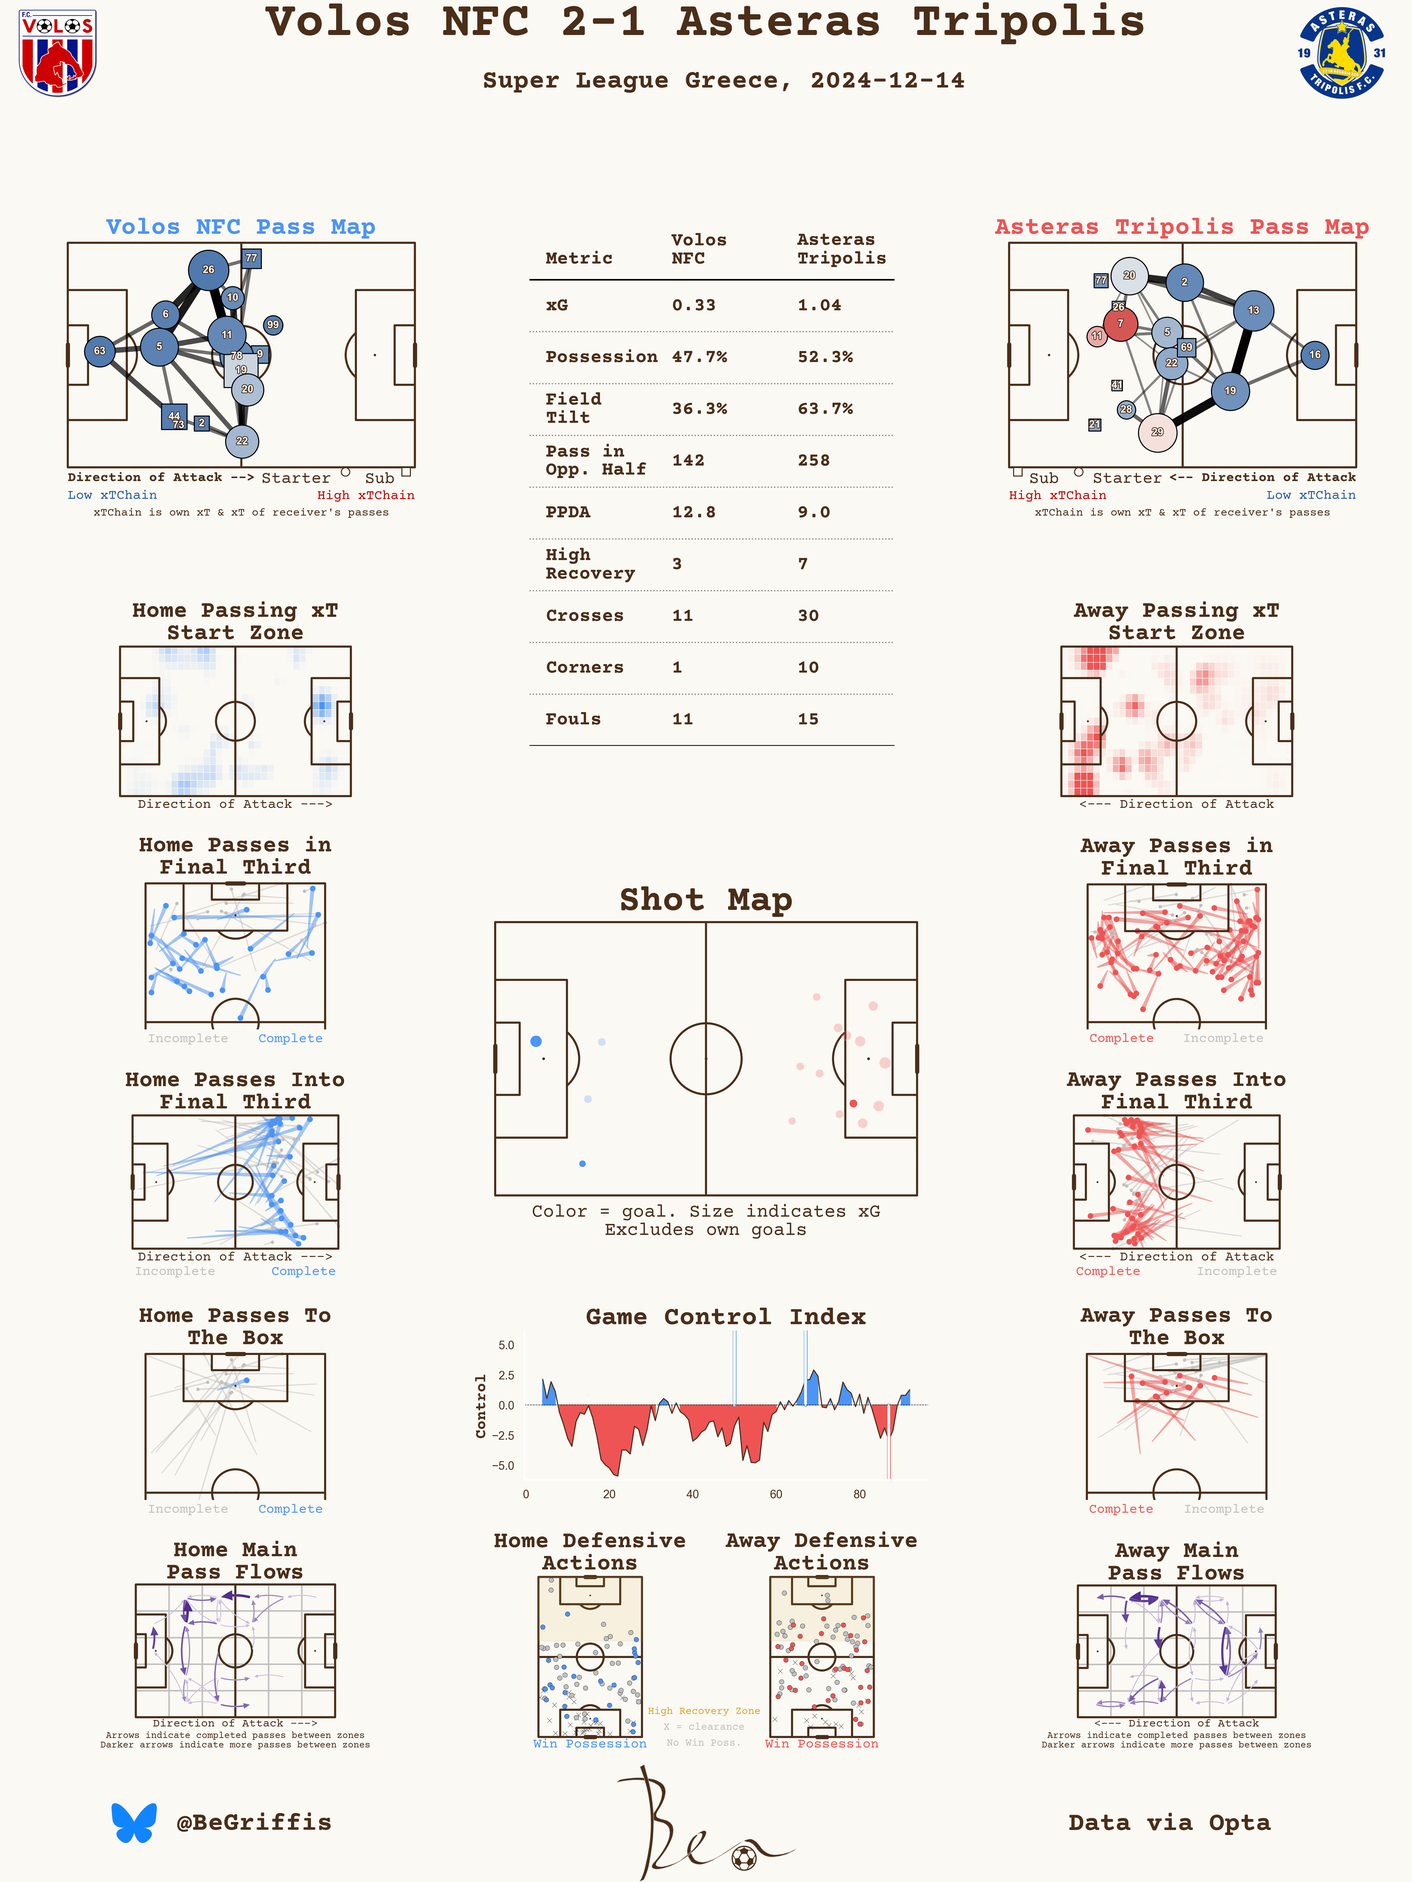 Volos NFC 2-1 Asteras Tripolis
Super League Greece, 2024-12-14
F.C.
VOLOS
ASTERAS
19 31
TRIPOLIS F.C.
Volos NFC Pass Map
26
77
10
6
99
11
5
63
78
9
19
20
44
73
2
22
Direction of Attack --> Starter Sub
Low xTChain High xTChain
xTChain is own xT & xT of receiver's passes
Metric Volos NFC Asteras Tripolis
xG 0.33 1.04
Possession 47.7% 52.3%
Field Tilt 36.3% 63.7%
Pass in Opp. Half 142 258
PPDA 12.8 9.0
High Recovery 3 7
Crosses 11 30
Corners 1 10
Fouls 11 15
Asteras Tripolis Pass Map
20
77
2
26
13
7
11
5
69
16
22
41
19
28
21
29
Sub Starter <-- Direction of Attack
High xTChain Low xTChain
xTChain is own xT & xT of receiver's passes
Home Passing xT
Start Zone
Direction of Attack --->
Away Passing xT
Start Zone
<--- Direction of Attack
Home Passes in
Final Third
Incomplete Complete
Away Passes in
Final Third
Complete Incomplete
Shot Map
Color = goal. Size indicates xG
Excludes own goals
Home Passes Into
Final Third
Direction of Attack --->
Incomplete Complete
Away Passes Into
Final Third
<--- Direction of Attack
Complete Incomplete
Home Passes To
The Box
Incomplete Complete
Game Control Index
Control
5.0
2.5
0.0
−2.5
−5.0
0 20 40 60 80
Away Passes To
The Box
Complete Incomplete
Home Main
Pass Flows
Direction of Attack --->
Arrows indicate completed passes between zones
Darker arrows indicate more passes between zones
Home Defensive
Actions
Win Possession
High Recovery Zone
X = clearance
No Win Poss.
Away Defensive
Actions
Win Possession
Away Main
Pass Flows
<--- Direction of Attack
Arrows indicate completed passes between zones
Darker arrows indicate more passes between zones
@BeGriffis
Ben
Data via Opta